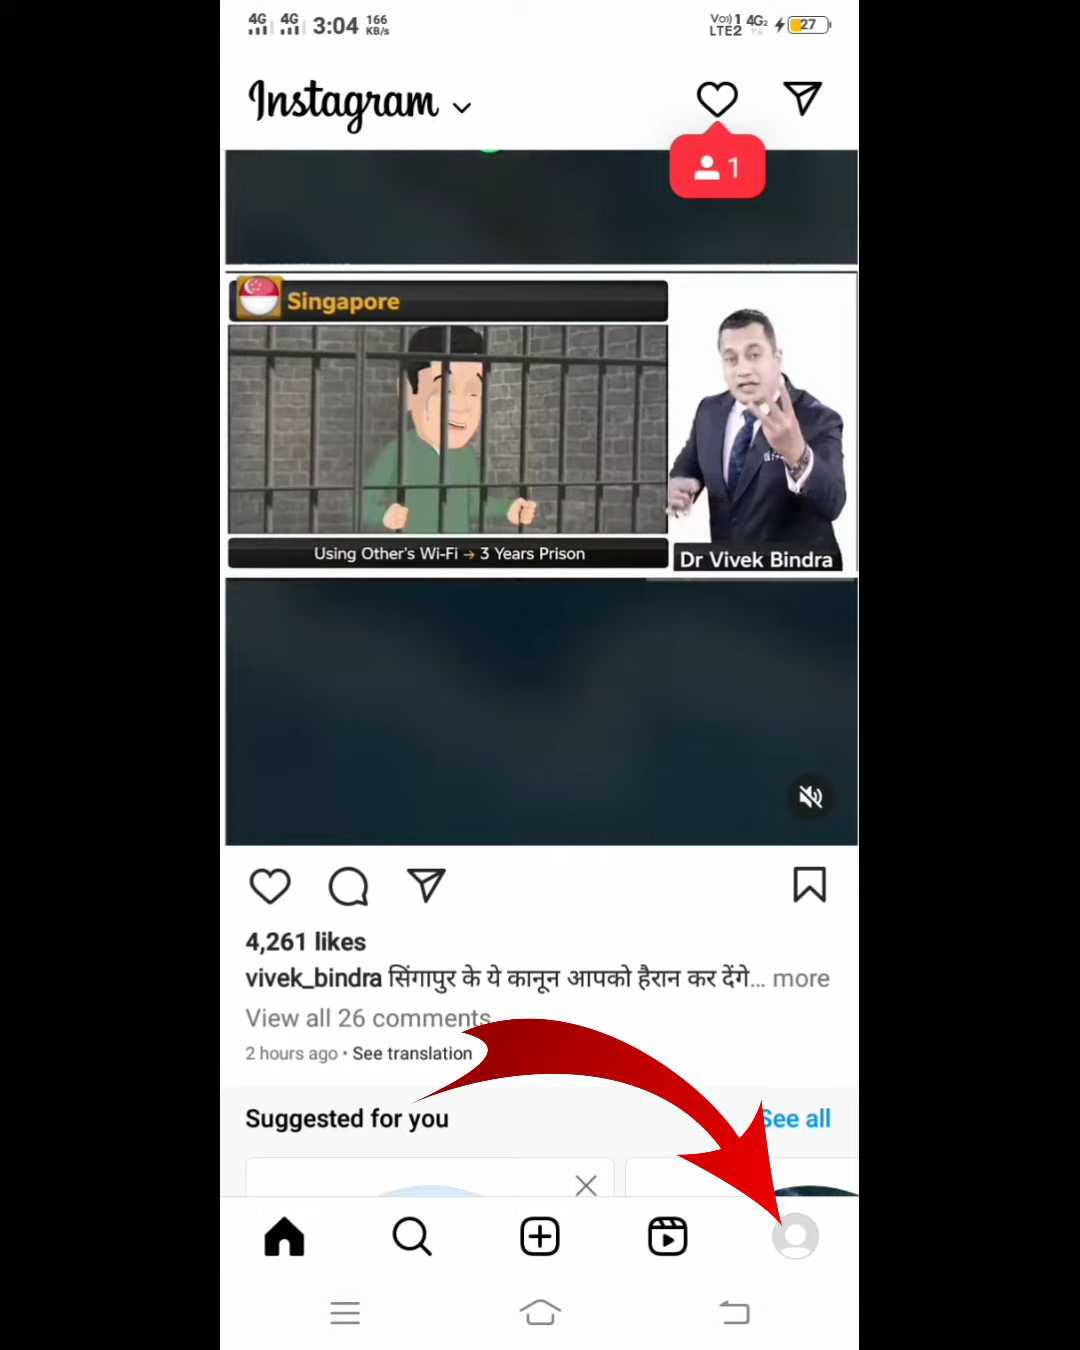 4G 4G 3:04 166 KB/s Vo)) 1 LTE2 4G2 27
Instagram
1
Singapore
Using Other's Wi-Fi → 3 Years Prison
Dr Vivek Bindra
4,261 likes
vivek_bindra सिंगापुर के ये कानून आपको हैरान कर देंगे... more
View all 26 comments
2 hours ago • See translation
Suggested for you See all